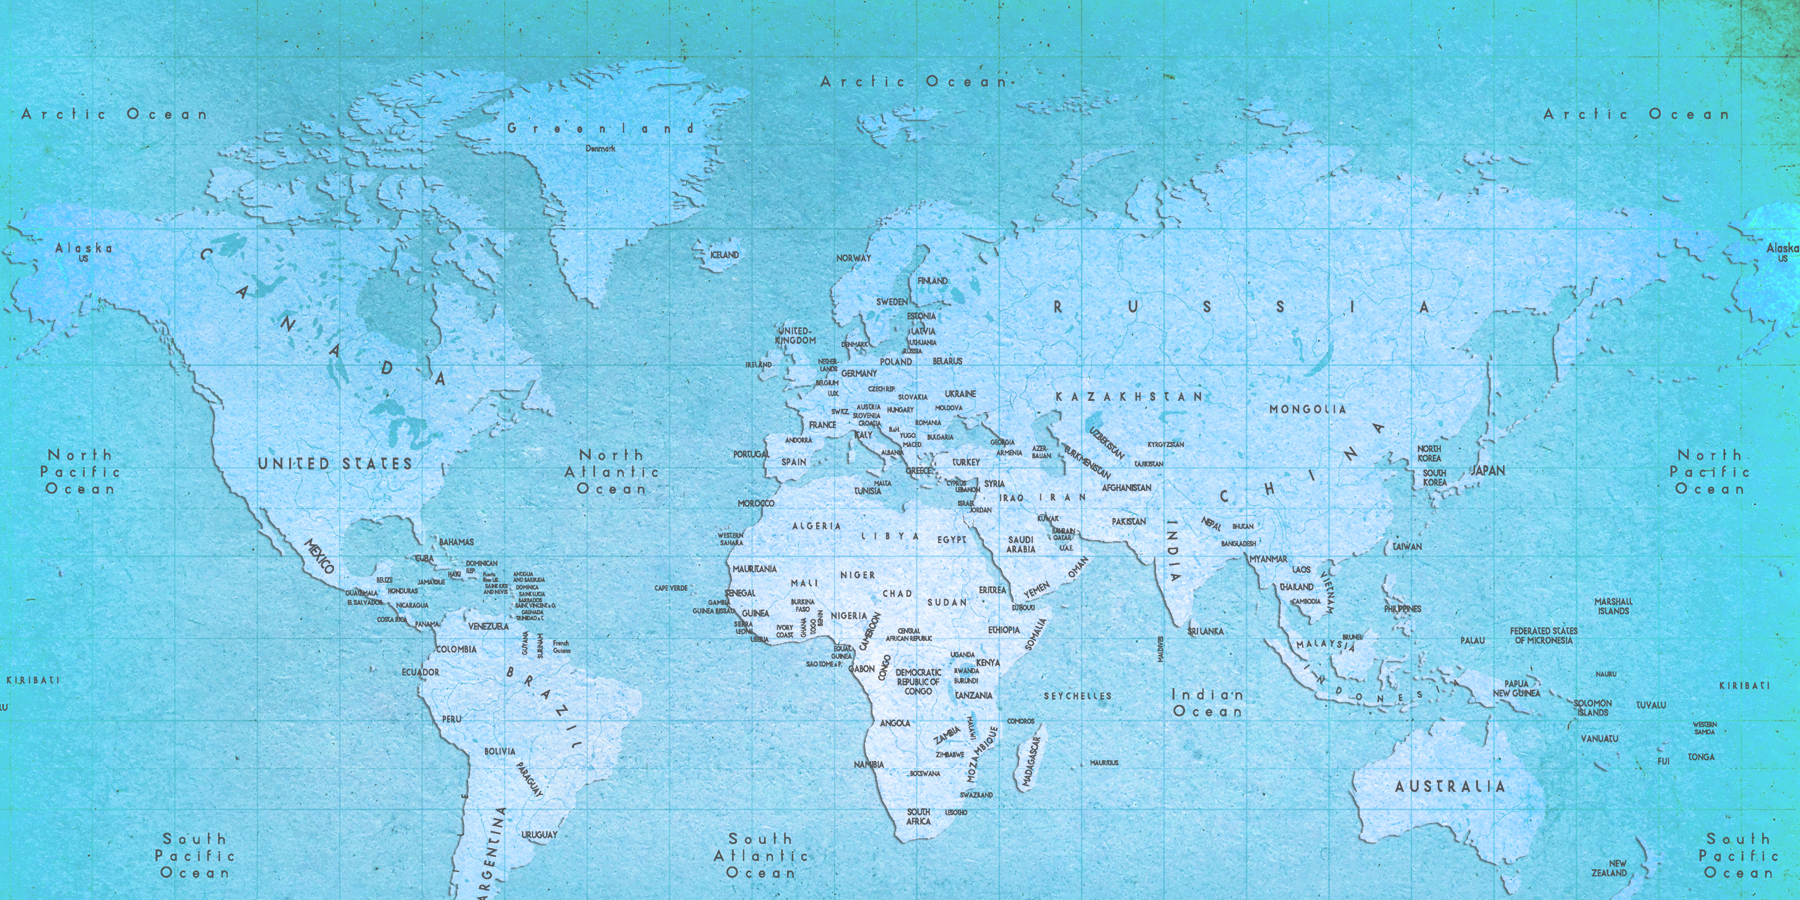 Arctic Ocean
Arctic Ocean
Arctic Ocean
Greenland
Denmark
Alaska
US
Alaska
US
CANADA
ICELAND
NORWAY
FINLAND
SWEDEN
RUSSIA
ESTONIA
LATVIA
LITHUANIA
RUSSIA
UNITED
KINGDOM
DENMARK
IRELAND
NETHER-
LANDS
POLAND
BELARUS
GERMANY
BELGIUM
LUX.
CZECH REP.
SLOVAKIA
UKRAINE
KAZAKHSTAN
MONGOLIA
AUSTRIA
HUNGARY
MOLDOVA
SWITZ.
SLOVENIA
CROATIA
ROMANIA
FRANCE
B.H.
YUGO.
BULGARIA
ITALY
MACED.
ANDORRA
ALBANIA
PORTUGAL
SPAIN
GREECE
TURKEY
GEORGIA
ARMENIA
AZER-
BAIJAN
UZBEKISTAN
TURKMENISTAN
KYRGYZSTAN
TAJIKISTAN
CHINA
NORTH
KOREA
SOUTH
KOREA
JAPAN
North
Pacific
Ocean
UNITED STATES
North
Atlantic
Ocean
North
Pacific
Ocean
MALTA
TUNISIA
CYPRUS
LEBANON
SYRIA
IRAQ
IRAN
AFGHANISTAN
ISRAEL
JORDAN
MOROCCO
ALGERIA
LIBYA
EGYPT
KUWAIT
BAHRAIN
QATAR
U.A.E.
SAUDI
ARABIA
PAKISTAN
INDIA
NEPAL
BHUTAN
BANGLADESH
MYANMAR
LAOS
TAIWAN
WESTERN
SAHARA
MEXICO
BAHAMAS
CUBA
DOMINICAN
REP.
HAITI
JAMAICA
BELIZE
GUATEMALA
HONDURAS
EL SALVADOR
NICARAGUA
COSTA RICA
PANAMA
Puerto
Rico US
SAINT KITS
AND NEVIS
ANTIGUA
AND BARBUDA
DOMINICA
SAINT LUCIA
BARBADOS
SAINT VINCENT & G.
GRENADA
TRINIDAD & T.
CAPE VERDE
MAURITANIA
MALI
NIGER
CHAD
SUDAN
ERITREA
YEMEN
OMAN
DJIBOUTI
SENEGAL
GAMBIA
GUINEA BISSAU
GUINEA
SIERRA
LEONE
LIBERIA
IVORY
COAST
BURKINA
FASO
GHANA
TOGO
BENIN
NIGERIA
CAMEROON
CENTRAL
AFRICAN REPUBLIC
ETHIOPIA
SOMALIA
THAILAND
CAMBODIA
VIETNAM
PHILIPPINES
SRI LANKA
MALDIVES
MALAYSIA
BRUNEI
INDONES
PALAU
MARSHALL
ISLANDS
FEDERATED STATES
OF MICRONESIA
NAURU
KIRIBATI
KIRIBATI
RU
VENEZUELA
COLOMBIA
GUYANA
SURINAM
French
Guiana
ECUADOR
BRAZIL
PERU
BOLIVIA
PARAGUAY
URUGUAY
ARGENTINA
E
EQUAT.
GUINEA
SAO TOME & P.
GABON
CONGO
DEMOCRATIC
REPUBLIC OF
CONGO
UGANDA
KENYA
RWANDA
BURUNDI
TANZANIA
SEYCHELLES
COMOROS
ANGOLA
ZAMBIA
MALAWI
MOZAMBIQUE
ZIMBABWE
NAMIBIA
BOTSWANA
MADAGASCAR
MAURITIUS
SWAZILAND
LESOTHO
SOUTH
AFRICA
Indian
Ocean
PAPUA
NEW GUINEA
SOLOMON
ISLANDS
TUVALU
WESTERN
SAMOA
VANUATU
FIJI
TONGA
AUSTRALIA
NEW
ZEALAND
South
Pacific
Ocean
South
Atlantic
Ocean
South
Pacific
Ocean